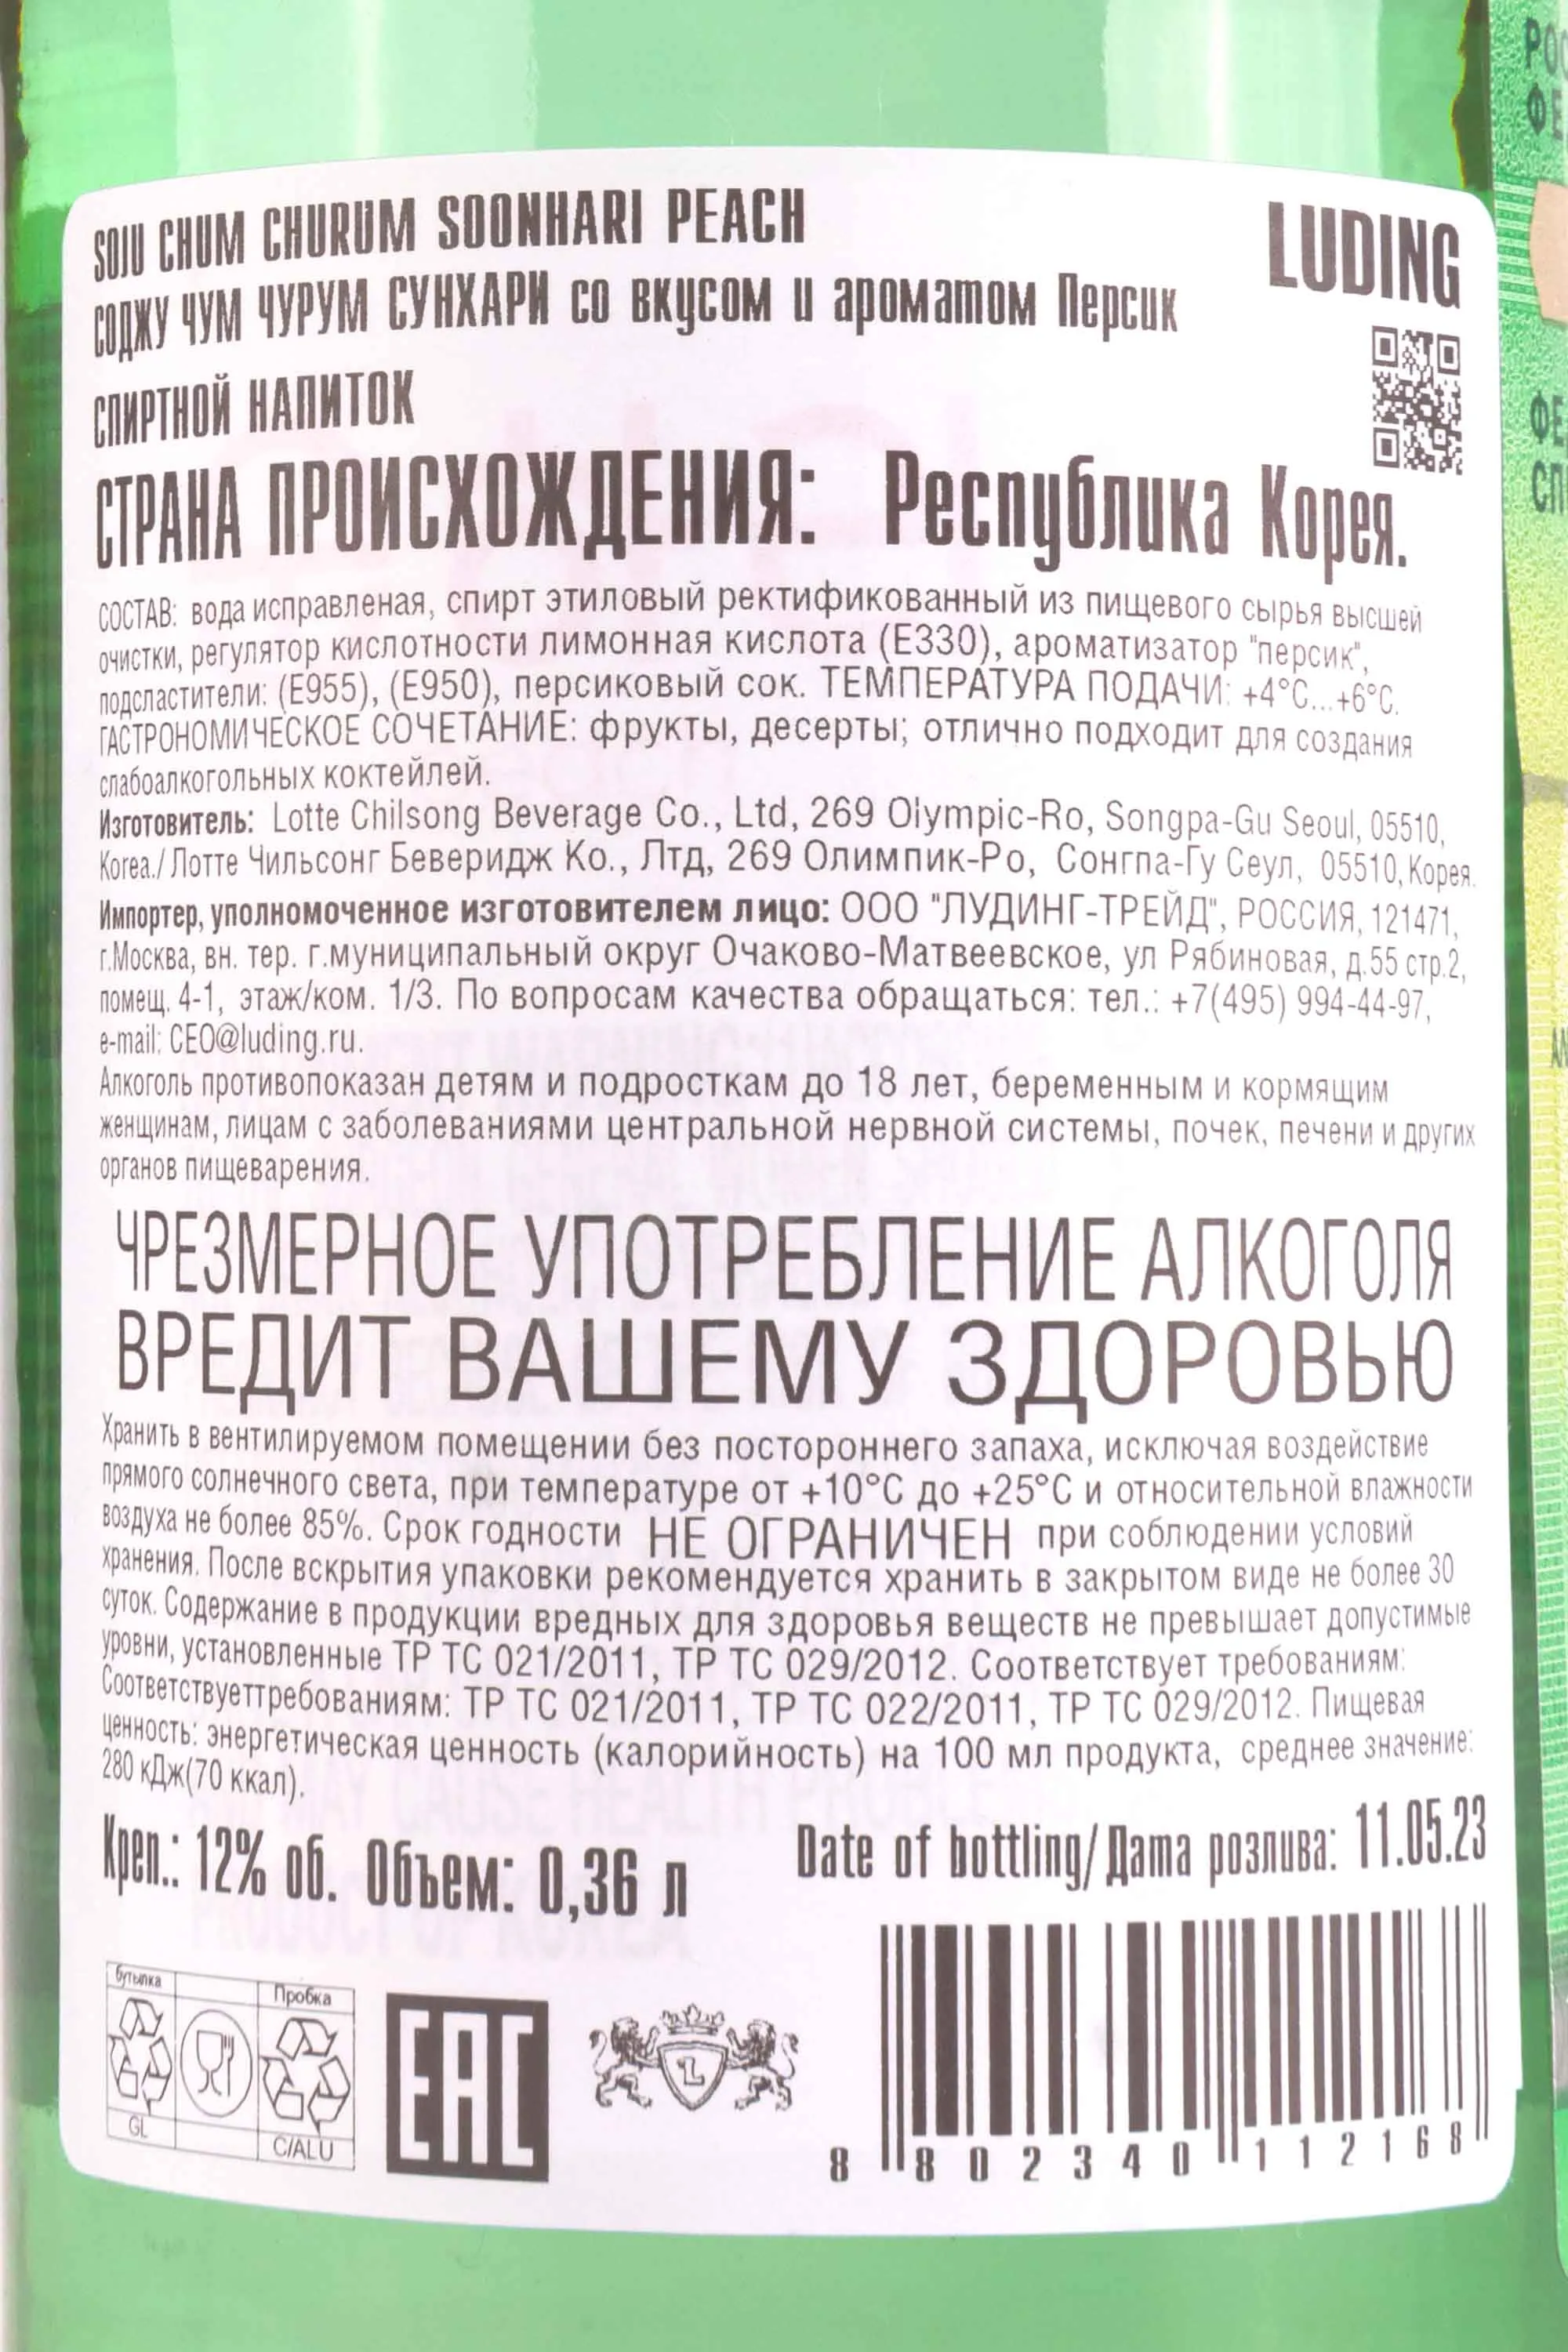 SOJU CHUM CHURUM SOONHARI PEACH
LUDING
СОДЖУ ЧУМ ЧУРУМ СУНХАРИ со вкусом и ароматом Персик
СПИРТНОЙ НАПИТОК
СТРАНА ПРОИСХОЖДЕНИЯ: Республика Корея.
СОСТАВ: вода исправленая, спирт этиловый ректификованный из пищевого сырья высшей
очистки, регулятор кислотности лимонная кислота (E330), ароматизатор "персик",
подсластители: (E955), (E950), персиковый сок. ТЕМПЕРАТУРА ПОДАЧИ: +4°C...+6°C.
ГАСТРОНОМИЧЕСКОЕ СОЧЕТАНИЕ: фрукты, десерты; отлично подходит для создания
слабоалкогольных коктейлей.
Изготовитель: Lotte Chilsong Beverage Co., Ltd, 269 Olympic-Ro, Songpa-Gu Seoul, 05510,
Korea./ Лотте Чильсонг Беверидж Ко., Лтд, 269 Олимпик-Ро, Сонгпа-Гу Сеул, 05510, Корея.
Импортер, уполномоченное изготовителем лицо: ООО "ЛУДИНГ-ТРЕЙД", РОССИЯ, 121471,
г.Москва, вн. тер. г.муниципальный округ Очаково-Матвеевское, ул Рябиновая, д.55 стр.2,
помещ. 4-1, этаж/ком. 1/3. По вопросам качества обращаться: тел.: +7(495) 994-44-97,
e-mail: CEO@luding.ru.
Алкоголь противопоказан детям и подросткам до 18 лет, беременным и кормящим
женщинам, лицам с заболеваниями центральной нервной системы, почек, печени и других
органов пищеварения.
ЧРЕЗМЕРНОЕ УПОТРЕБЛЕНИЕ АЛКОГОЛЯ
ВРЕДИТ ВАШЕМУ ЗДОРОВЬЮ
Хранить в вентилируемом помещении без постороннего запаха, исключая воздействие
прямого солнечного света, при температуре от +10°C до +25°C и относительной влажности
воздуха не более 85%. Срок годности НЕ ОГРАНИЧЕН при соблюдении условий
хранения. После вскрытия упаковки рекомендуется хранить в закрытом виде не более 30
суток. Содержание в продукции вредных для здоровья веществ не превышает допустимые
уровни, установленные ТР ТС 021/2011, ТР ТС 029/2012. Соответствует требованиям:
Соответствуеттребованиям: ТР ТС 021/2011, ТР ТС 022/2011, ТР ТС 029/2012. Пищевая
ценность: энергетическая ценность (калорийность) на 100 мл продукта, среднее значение:
280 кДж(70 ккал).
Креп.: 12% об. Объем: 0,36 л
Date of bottling/Дата розлива: 11.05.23
бутылка
Пробка
GL
C/ALU
EAC
L
8 802340 112168